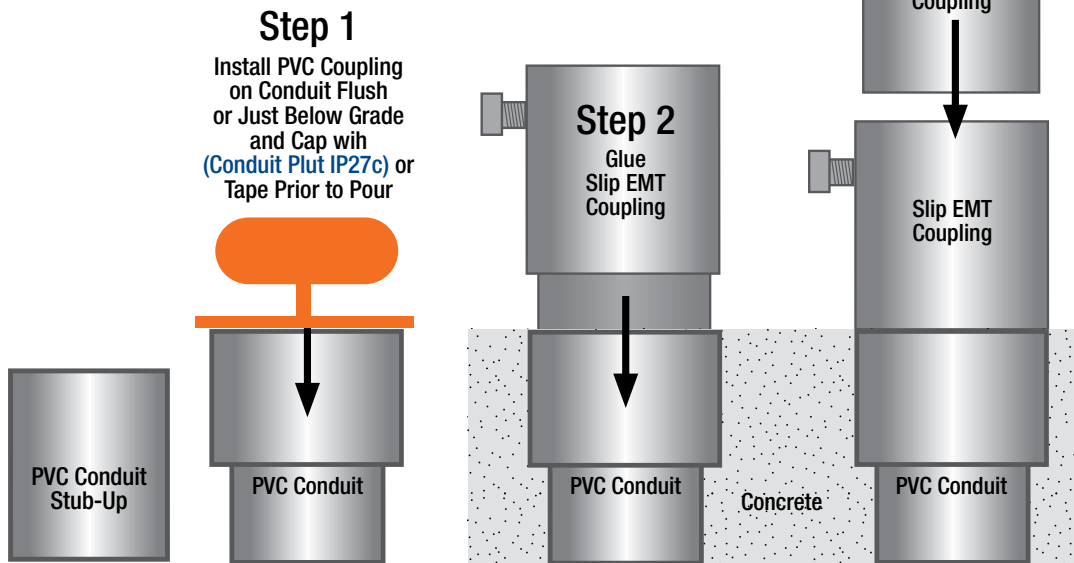 Step 1
Install PVC Coupling
on Conduit Flush
or Just Below Grade
and Cap wih
(Conduit Plut IP27c) or
Tape Prior to Pour
PVC Conduit
Stub-Up
PVC Conduit
Step 2
Glue
Slip EMT
Coupling
PVC Conduit
Concrete
Coupling
Slip EMT
Coupling
PVC Conduit